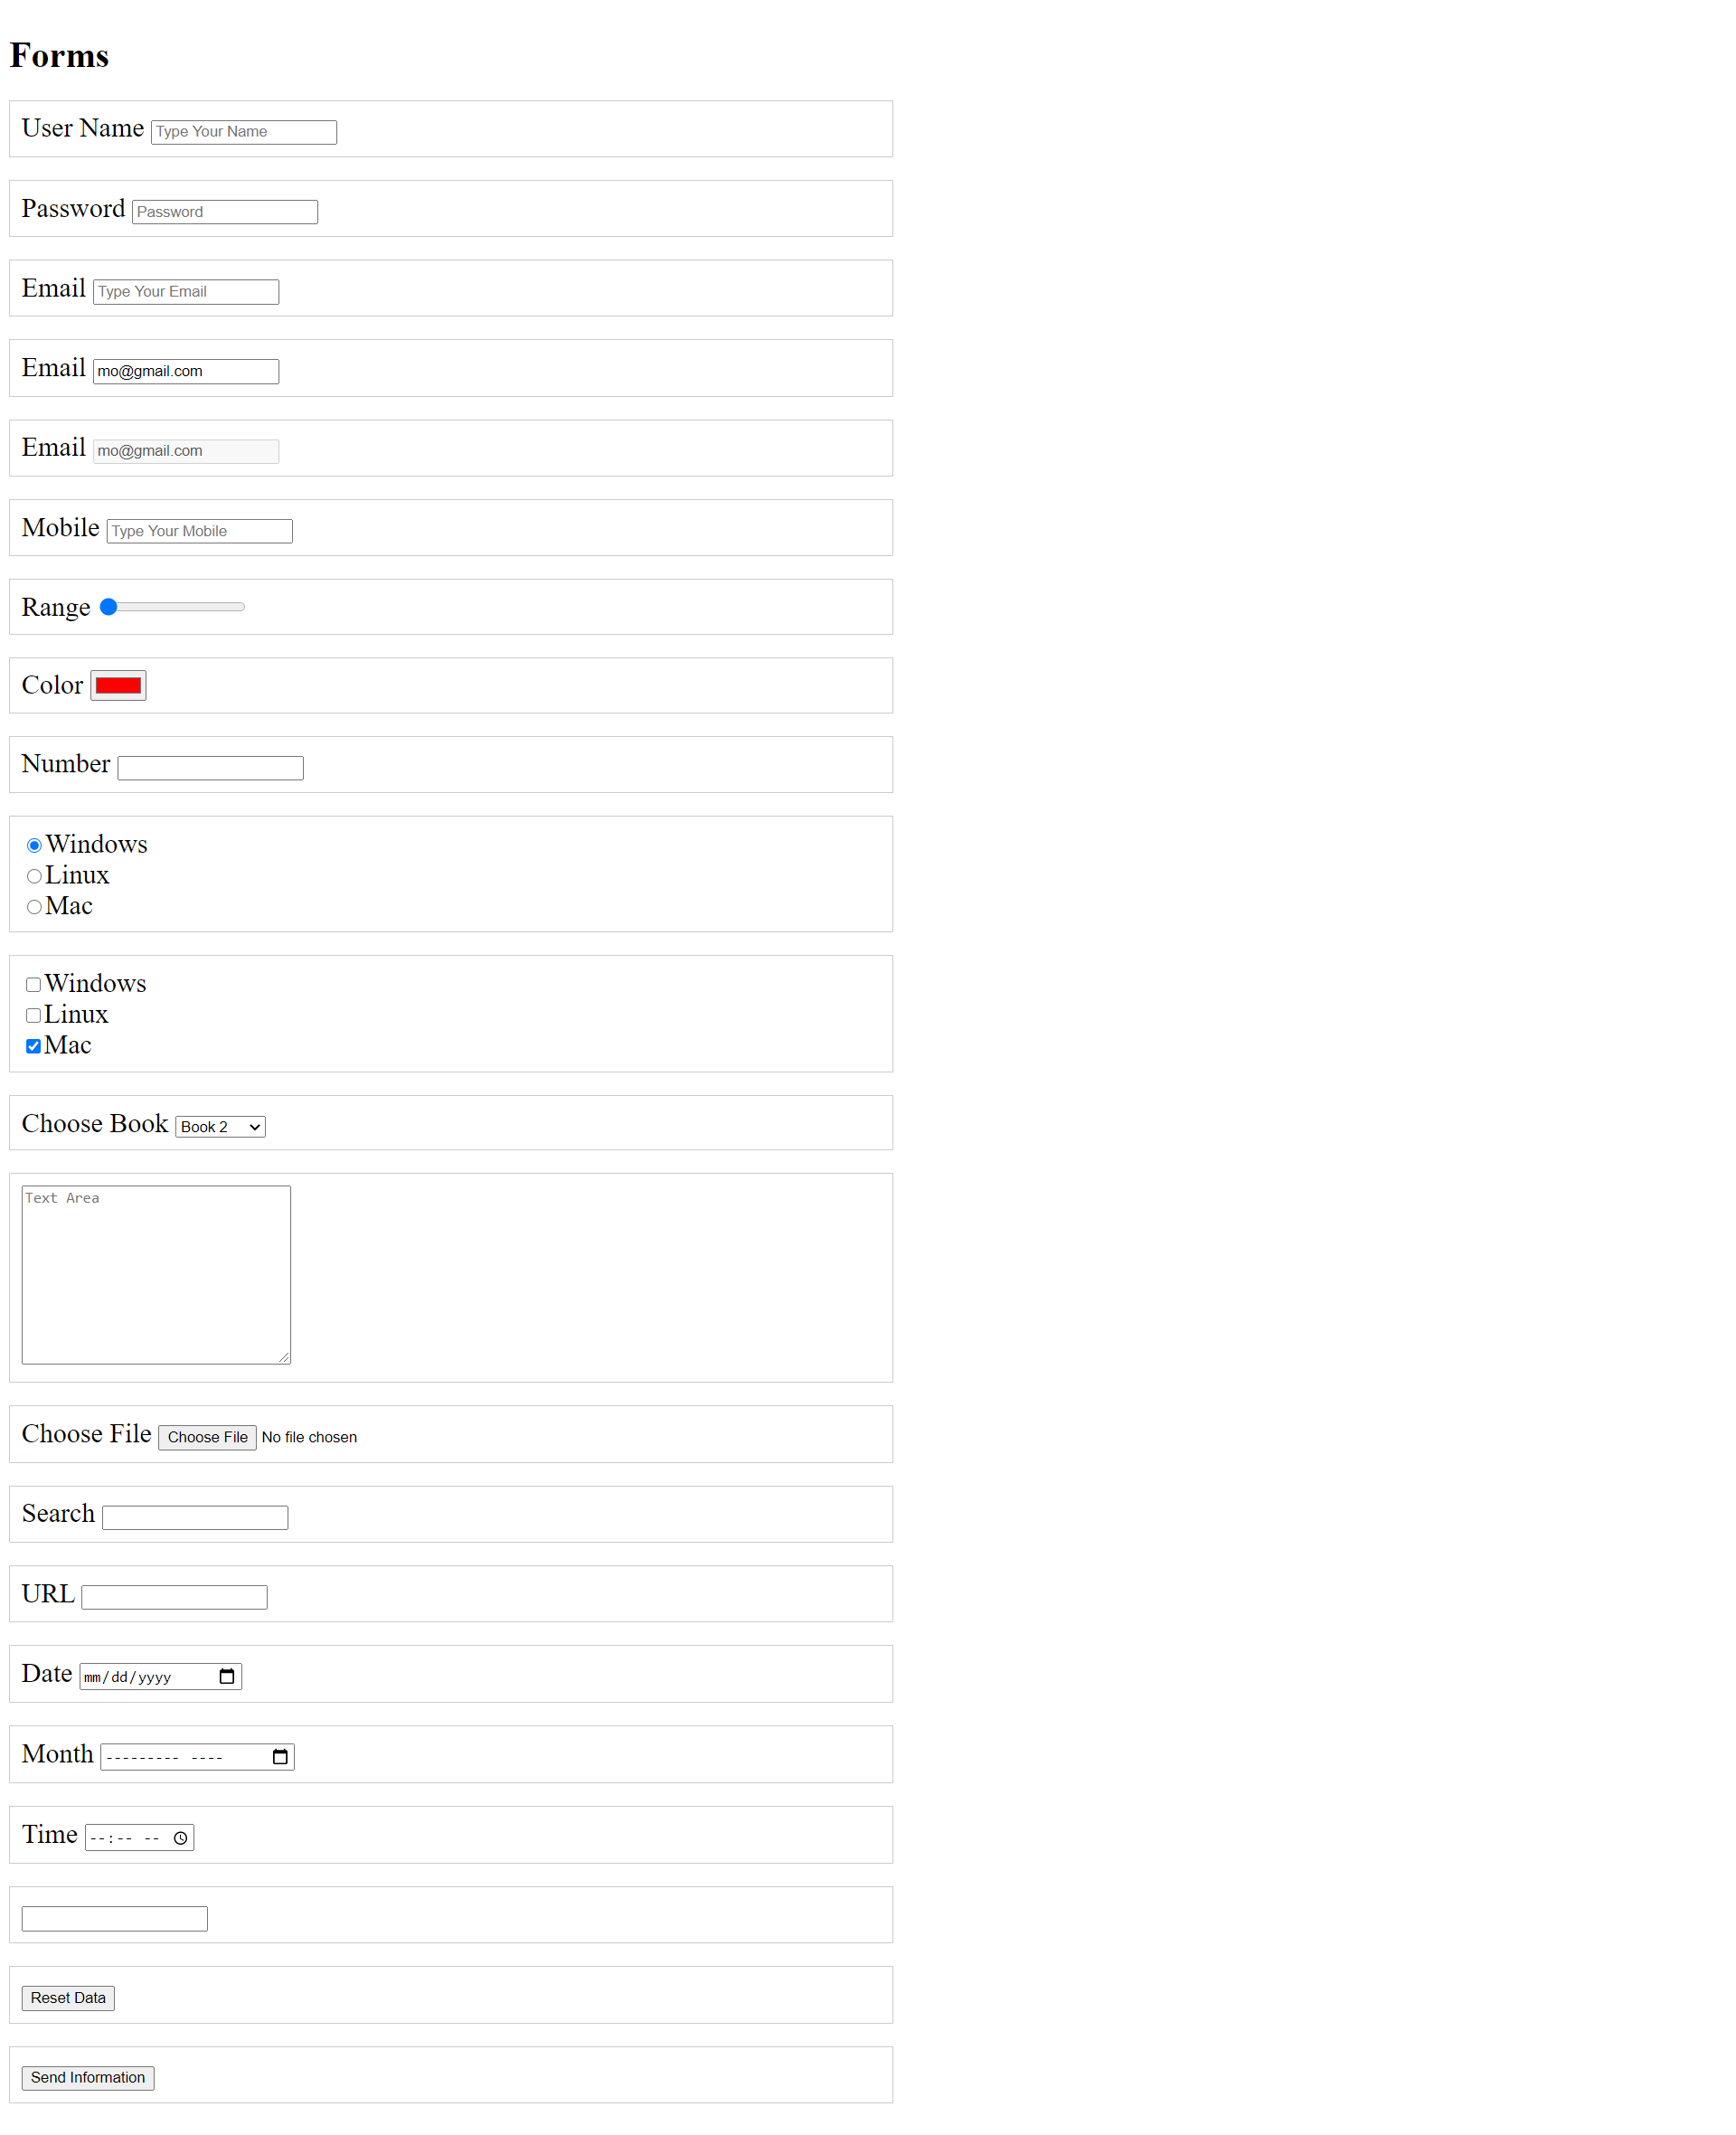 Forms
User Name Type Your Name
Password Password
Email Type Your Email
Email mo@gmail.com
Email mo@gmail.com
Mobile Type Your Mobile
Range
Color
Number
Windows
Linux
Mac
Windows
Linux
Mac
Choose Book Book 2
Text Area
Choose File Choose File No file chosen
Search
URL
Date mm/dd/yyyy
Month --------- ----
Time --:-- --
Reset Data
Send Information